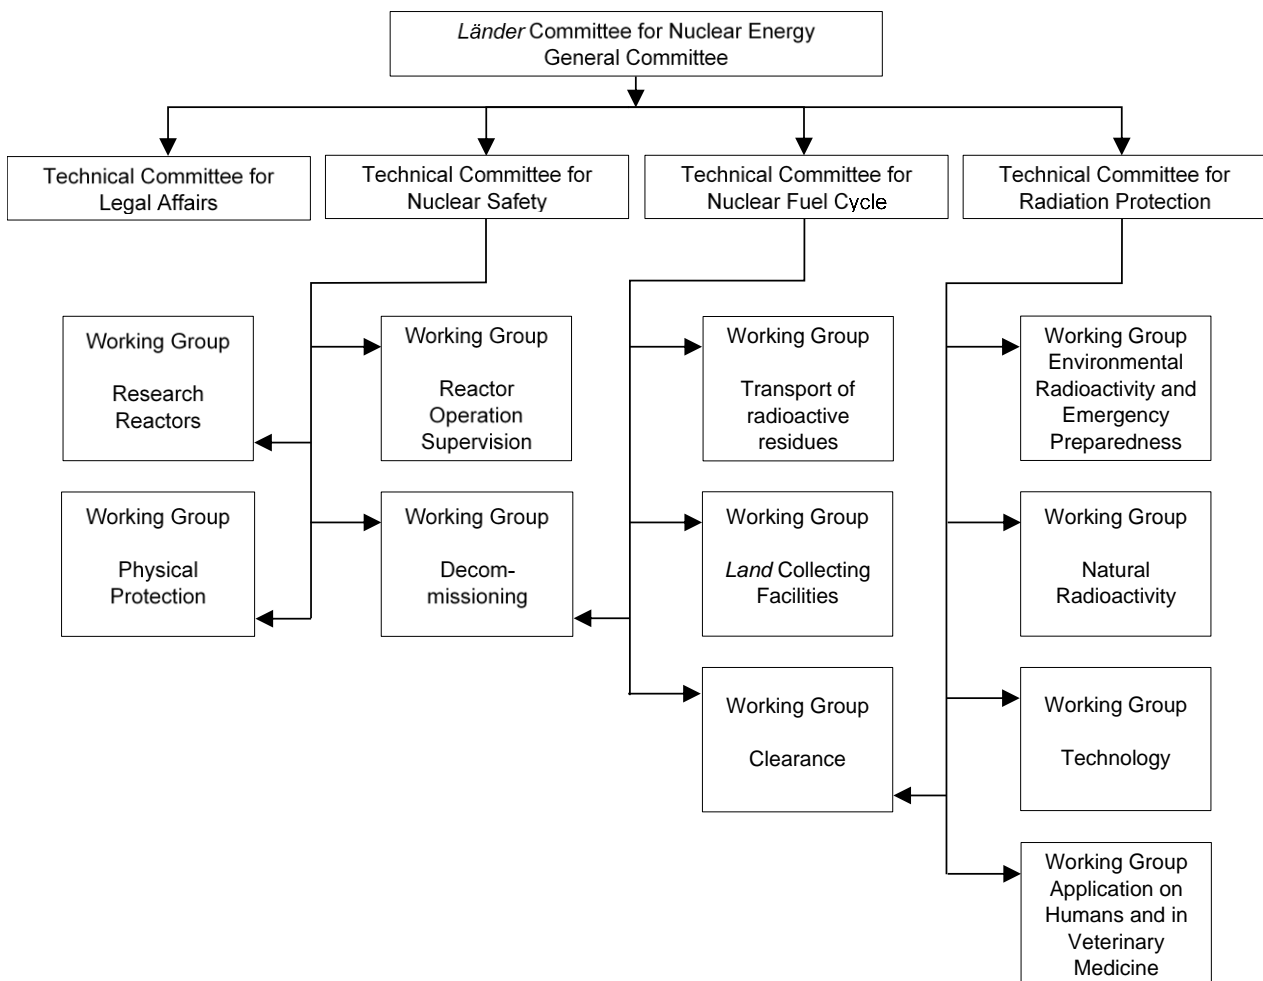 Länder Committee for Nuclear Energy
General Committee
Technical Committee for
Legal Affairs
Technical Committee for
Nuclear Safety
Technical Committee for
Nuclear Fuel Cycle
Technical Committee for
Radiation Protection
Working Group
Research
Reactors
Working Group
Reactor
Operation
Supervision
Working Group
Transport of
radioactive
residues
Working Group
Environmental
Radioactivity and
Emergency
Preparedness
Working Group
Physical
Protection
Working Group
Decom-
missioning
Working Group
Land Collecting
Facilities
Working Group
Natural
Radioactivity
Working Group
Clearance
Working Group
Technology
Working Group
Application on
Humans and in
Veterinary
Medicine